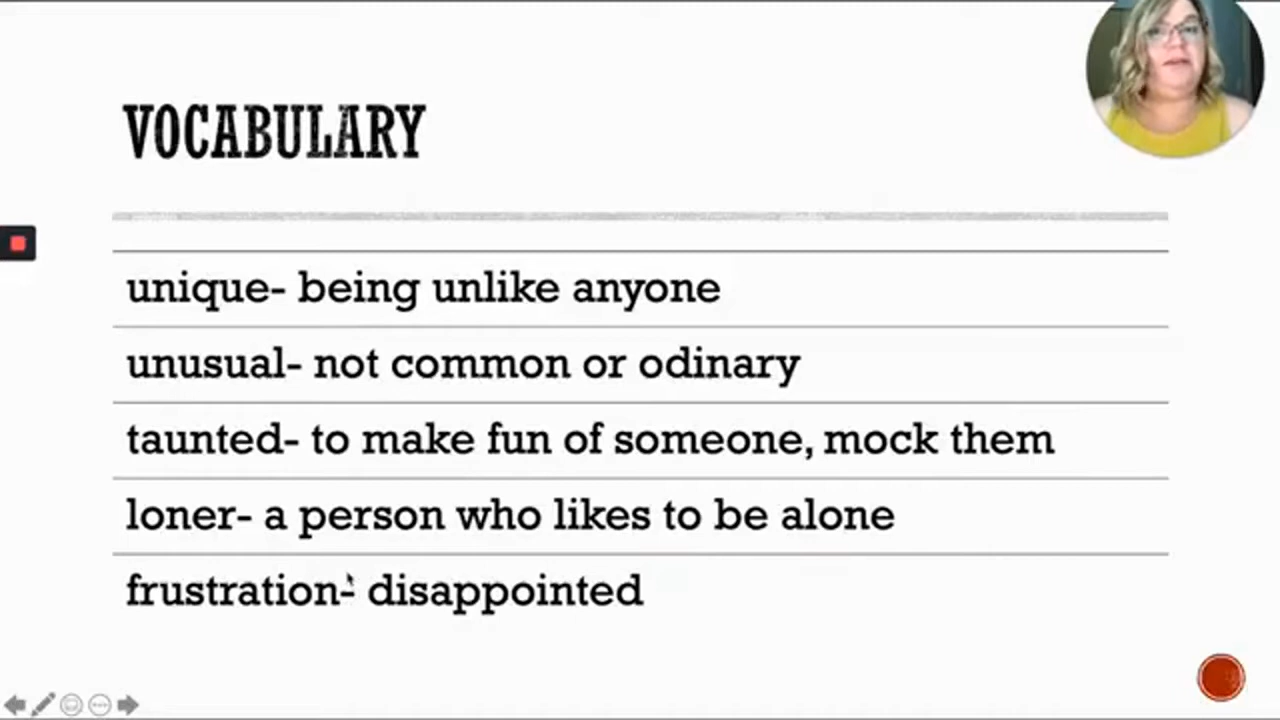 VOCABULARY
unique- being unlike anyone
unusual- not common or odinary
taunted- to make fun of someone, mock them
loner- a person who likes to be alone
frustration- disappointed